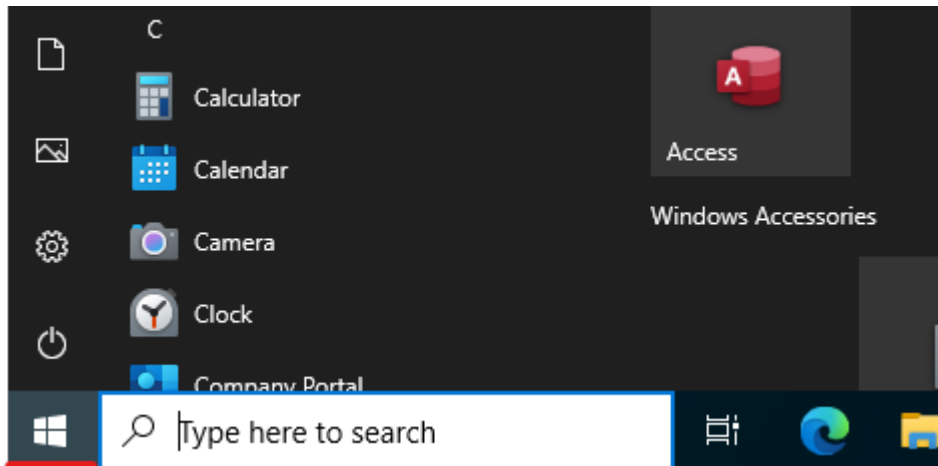 C
Calculator
Calendar
Camera
Clock
Company Portal
A
Access
Windows Accessories
Type here to search